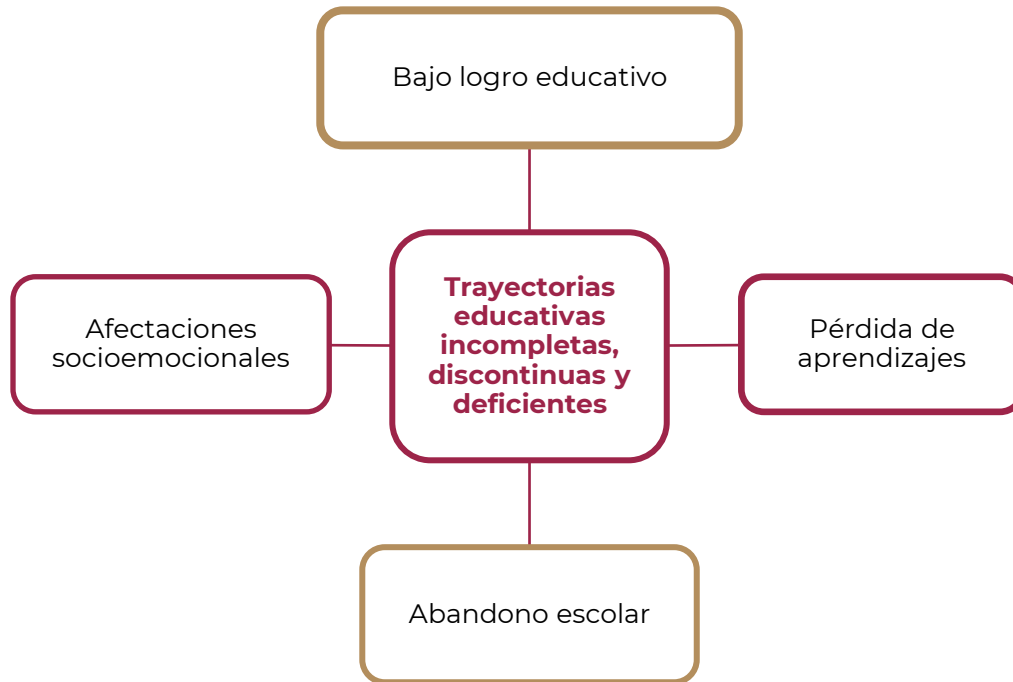 Bajo logro educativo
Afectaciones
socioemocionales
Trayectorias
educativas
incompletas,
discontinuas y
deficientes
Pérdida de
aprendizajes
Abandono escolar